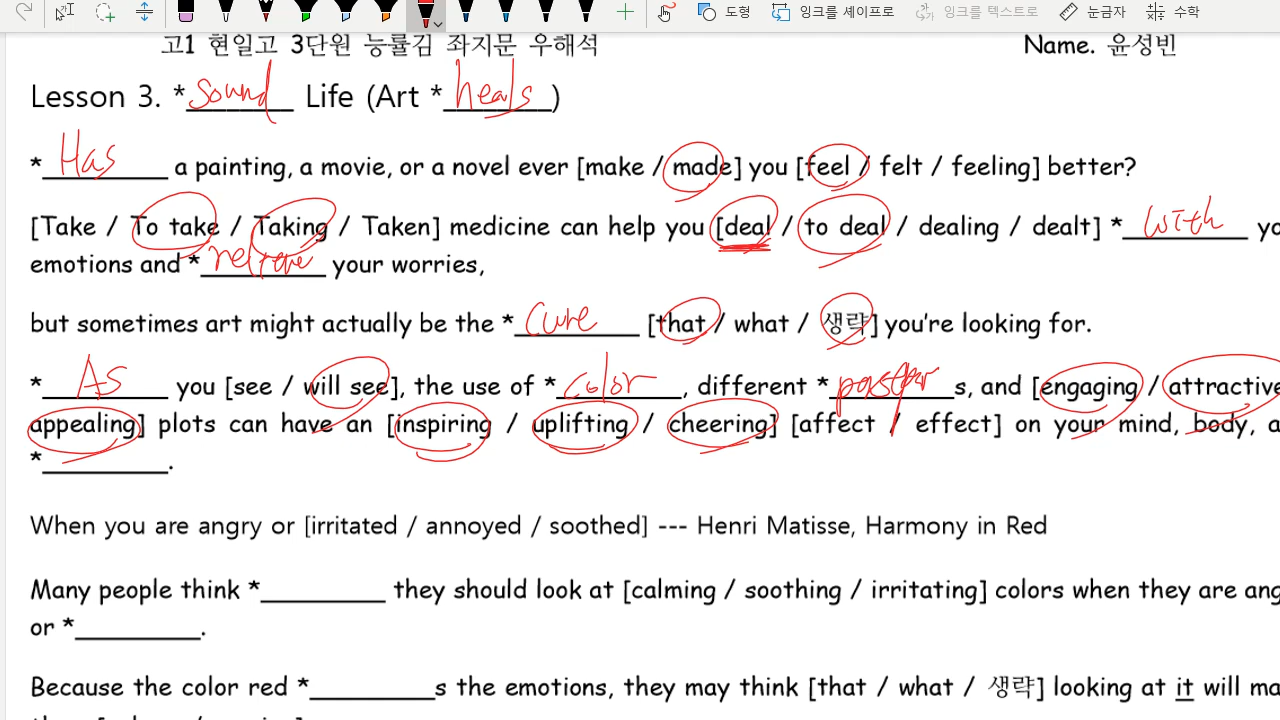 도형 잉크를 셰이프로 잉크를 텍스트로 눈금자 수학
고1 현일고 3단원 능률김 좌지문 우해석 Name. 윤성빈
Lesson 3. *sound Life (Art *heals)
*Has a painting, a movie, or a novel ever [make / made] you [feel / felt / feeling] better?
[Take / To take / Taking / Taken] medicine can help you [deal / to deal / dealing / dealt] *with yo
emotions and *relieve your worries,
but sometimes art might actually be the *cure [that / what / 생략] you're looking for.
*As you [see / will see], the use of *color, different *s, and [engaging / attractive
appealing] plots can have an [inspiring / uplifting / cheering] [affect / effect] on your mind, body, a
*__________.
When you are angry or [irritated / annoyed / soothed] --- Henri Matisse, Harmony in Red
Many people think *__________ they should look at [calming / soothing / irritating] colors when they are ang
or *__________.
Because the color red *__________s the emotions, they may think [that / what / 생략] looking at it will ma